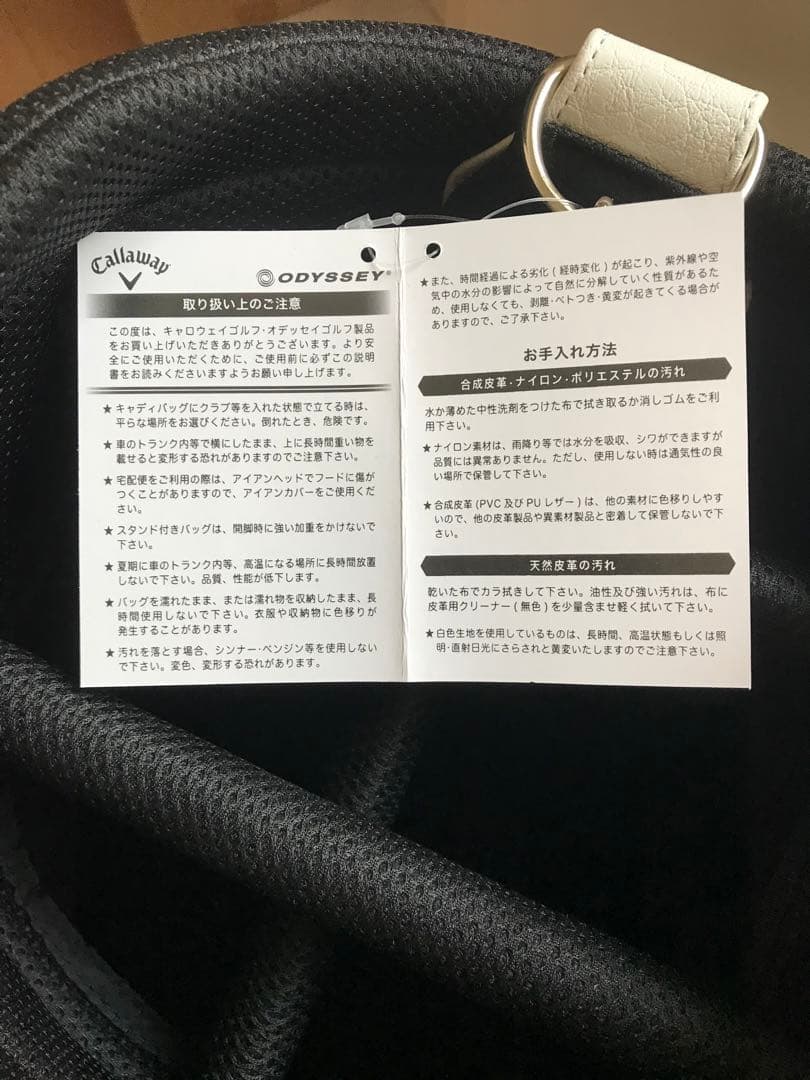 Callaway
ODYSSEY®
取り扱い上のご注意
この度は、キャロウェイゴルフ・オデッセイゴルフ製品
をお買い上げいただきありがとうございます。より安
全にご使用いただくために、ご使用前に必ずこの説明
書をお読みくださいますようお願い申し上げます。
★キャディバッグにクラブ等を入れた状態で立てる時は、
平らな場所をお選びください。倒れたとき、危険です。
★車のトランク内等で横にしたまま、上に長時間重い物を
載せると変形する恐れがありますのでご注意下さい。
★宅配便をご利用の際は、アイアンヘッドでフードに傷が
つくことがありますので、アイアンカバーをご使用くだ
さい。
★スタンド付きバッグは、開脚時に強い加重をかけないで
下さい。
★夏期に車のトランク内等、高温になる場所に長時間放置
しないで下さい。品質、性能が低下します。
★バッグを濡れたまま、または濡れ物を収納したまま、長
時間使用しないで下さい。衣服や収納物に色移りが
発生することがあります。
★汚れを落とす場合、シンナー・ベンジン等を使用しない
で下さい。変色、変形する恐れがあります。
★また、時間経過による劣化(経時変化)が起こり、紫外線や空
気中の水分の影響によって自然に分解していく性質があるた
め、使用しなくても、剥離・ベトつき・黄変が起きてくる場合が
ありますので、ご了承下さい。
お手入れ方法
合成皮革・ナイロン・ポリエステルの汚れ
水か薄めた中性洗剤をつけた布で拭き取るか消しゴムをご利
用下さい。
★ナイロン素材は、雨降り等では水分を吸収、シワができますが
品質には異常ありません。ただし、使用しない時は通気性の良
い場所で保管して下さい。
★合成皮革(PVC及びPUレザー)は、他の素材に色移りしやす
いので、他の皮革製品や異素材製品と密着して保管しないで下
さい。
天然皮革の汚れ
乾いた布でカラ拭きして下さい。油性及び強い汚れは、布に
皮革用クリーナー(無色)を少量含ませ軽く拭いて下さい。
★白色生地を使用しているものは、長時間、高温状態もしくは照
明・直射日光にさらされと黄変いたしますのでご注意下さい。